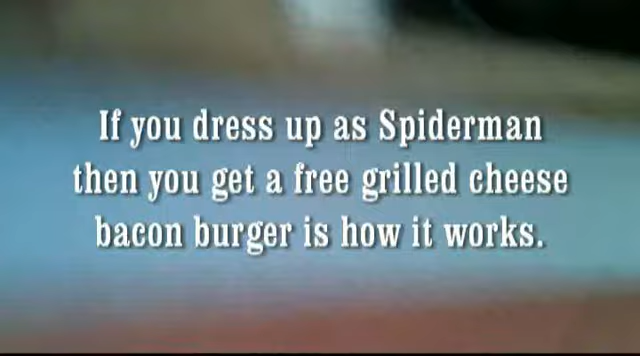 If you dress up as Spiderman
then you get a free grilled cheese
bacon burger is how it works.